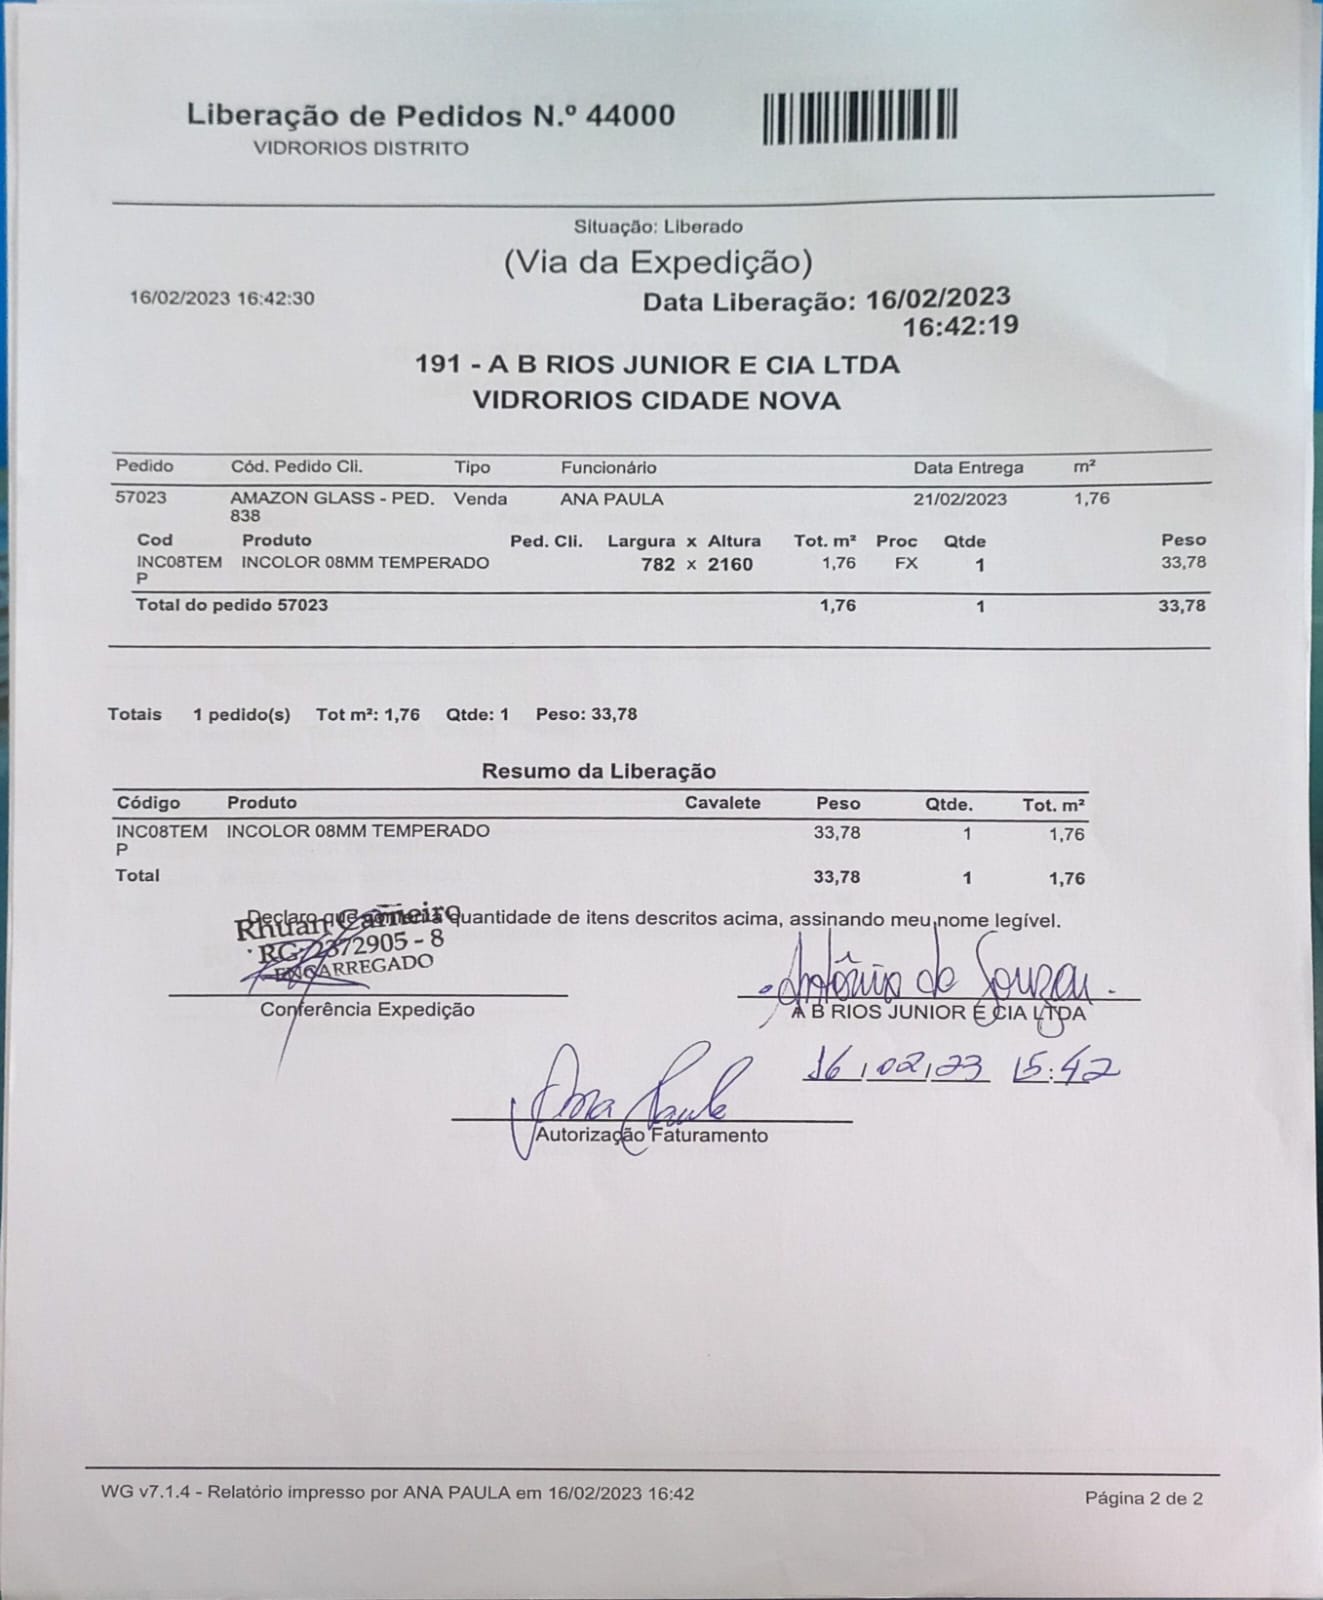 Liberação de Pedidos N.º 44000
VIDRORIOS DISTRITO
Situação: Liberado
(Via da Expedição)
16/02/2023 16:42:30
Data Liberação: 16/02/2023
16:42:19
191 - A B RIOS JUNIOR E CIA LTDA
VIDRORIOS CIDADE NOVA
Pedido Cód. Pedido Cli. Tipo Funcionário Data Entrega m²
57023 AMAZON GLASS - PED. Venda ANA PAULA 21/02/2023 1,76
838
Cod Produto Ped. Cli. Largura x Altura Tot. m² Proc Qtde Peso
INC08TEM INCOLOR 08MM TEMPERADO 782 x 2160 1,76 FX 1 33,78
P
Total do pedido 57023 1,76 1 33,78
Totais 1 pedido(s) Tot m²: 1,76 Qtde: 1 Peso: 33,78
Resumo da Liberação
Código Produto Cavalete Peso Qtde. Tot. m²
INC08TEM INCOLOR 08MM TEMPERADO 33,78 1 1,76
P
Total 33,78 1 1,76
Declaro que quantidade de itens descritos acima, assinando meu nome legível.
Rhuan Carneiro
RG: 2372905 - 8
ENCARREGADO
Antônio de Souza
Conferência Expedição
A B RIOS JUNIOR E CIA LTDA
16/02/23 15:42
Ana Paula
Autorização Faturamento
WG v7.1.4 - Relatório impresso por ANA PAULA em 16/02/2023 16:42
Página 2 de 2